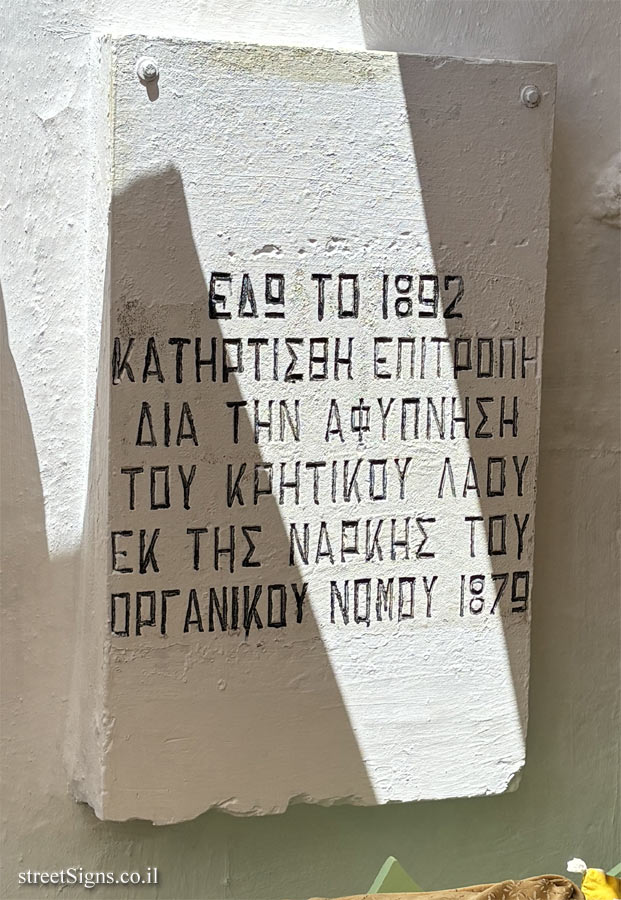 ΕΔΩ ΤΟ 1892
ΚΑΤΗΡΤΙΣΘΗ ΕΠΙΤΡΟΠΗ
ΔΙΑ ΤΗΝ ΑΦΥΠΝΗΣΗ
ΤΟΥ ΚΡΗΤΙΚΟΥ ΛΑΟΥ
ΕΚ ΤΗΣ ΝΑΡΚΗΣ ΤΟΥ
ΟΡΓΑΝΙΚΟΥ ΝΟΜΟΥ 1879
streetSigns.co.il